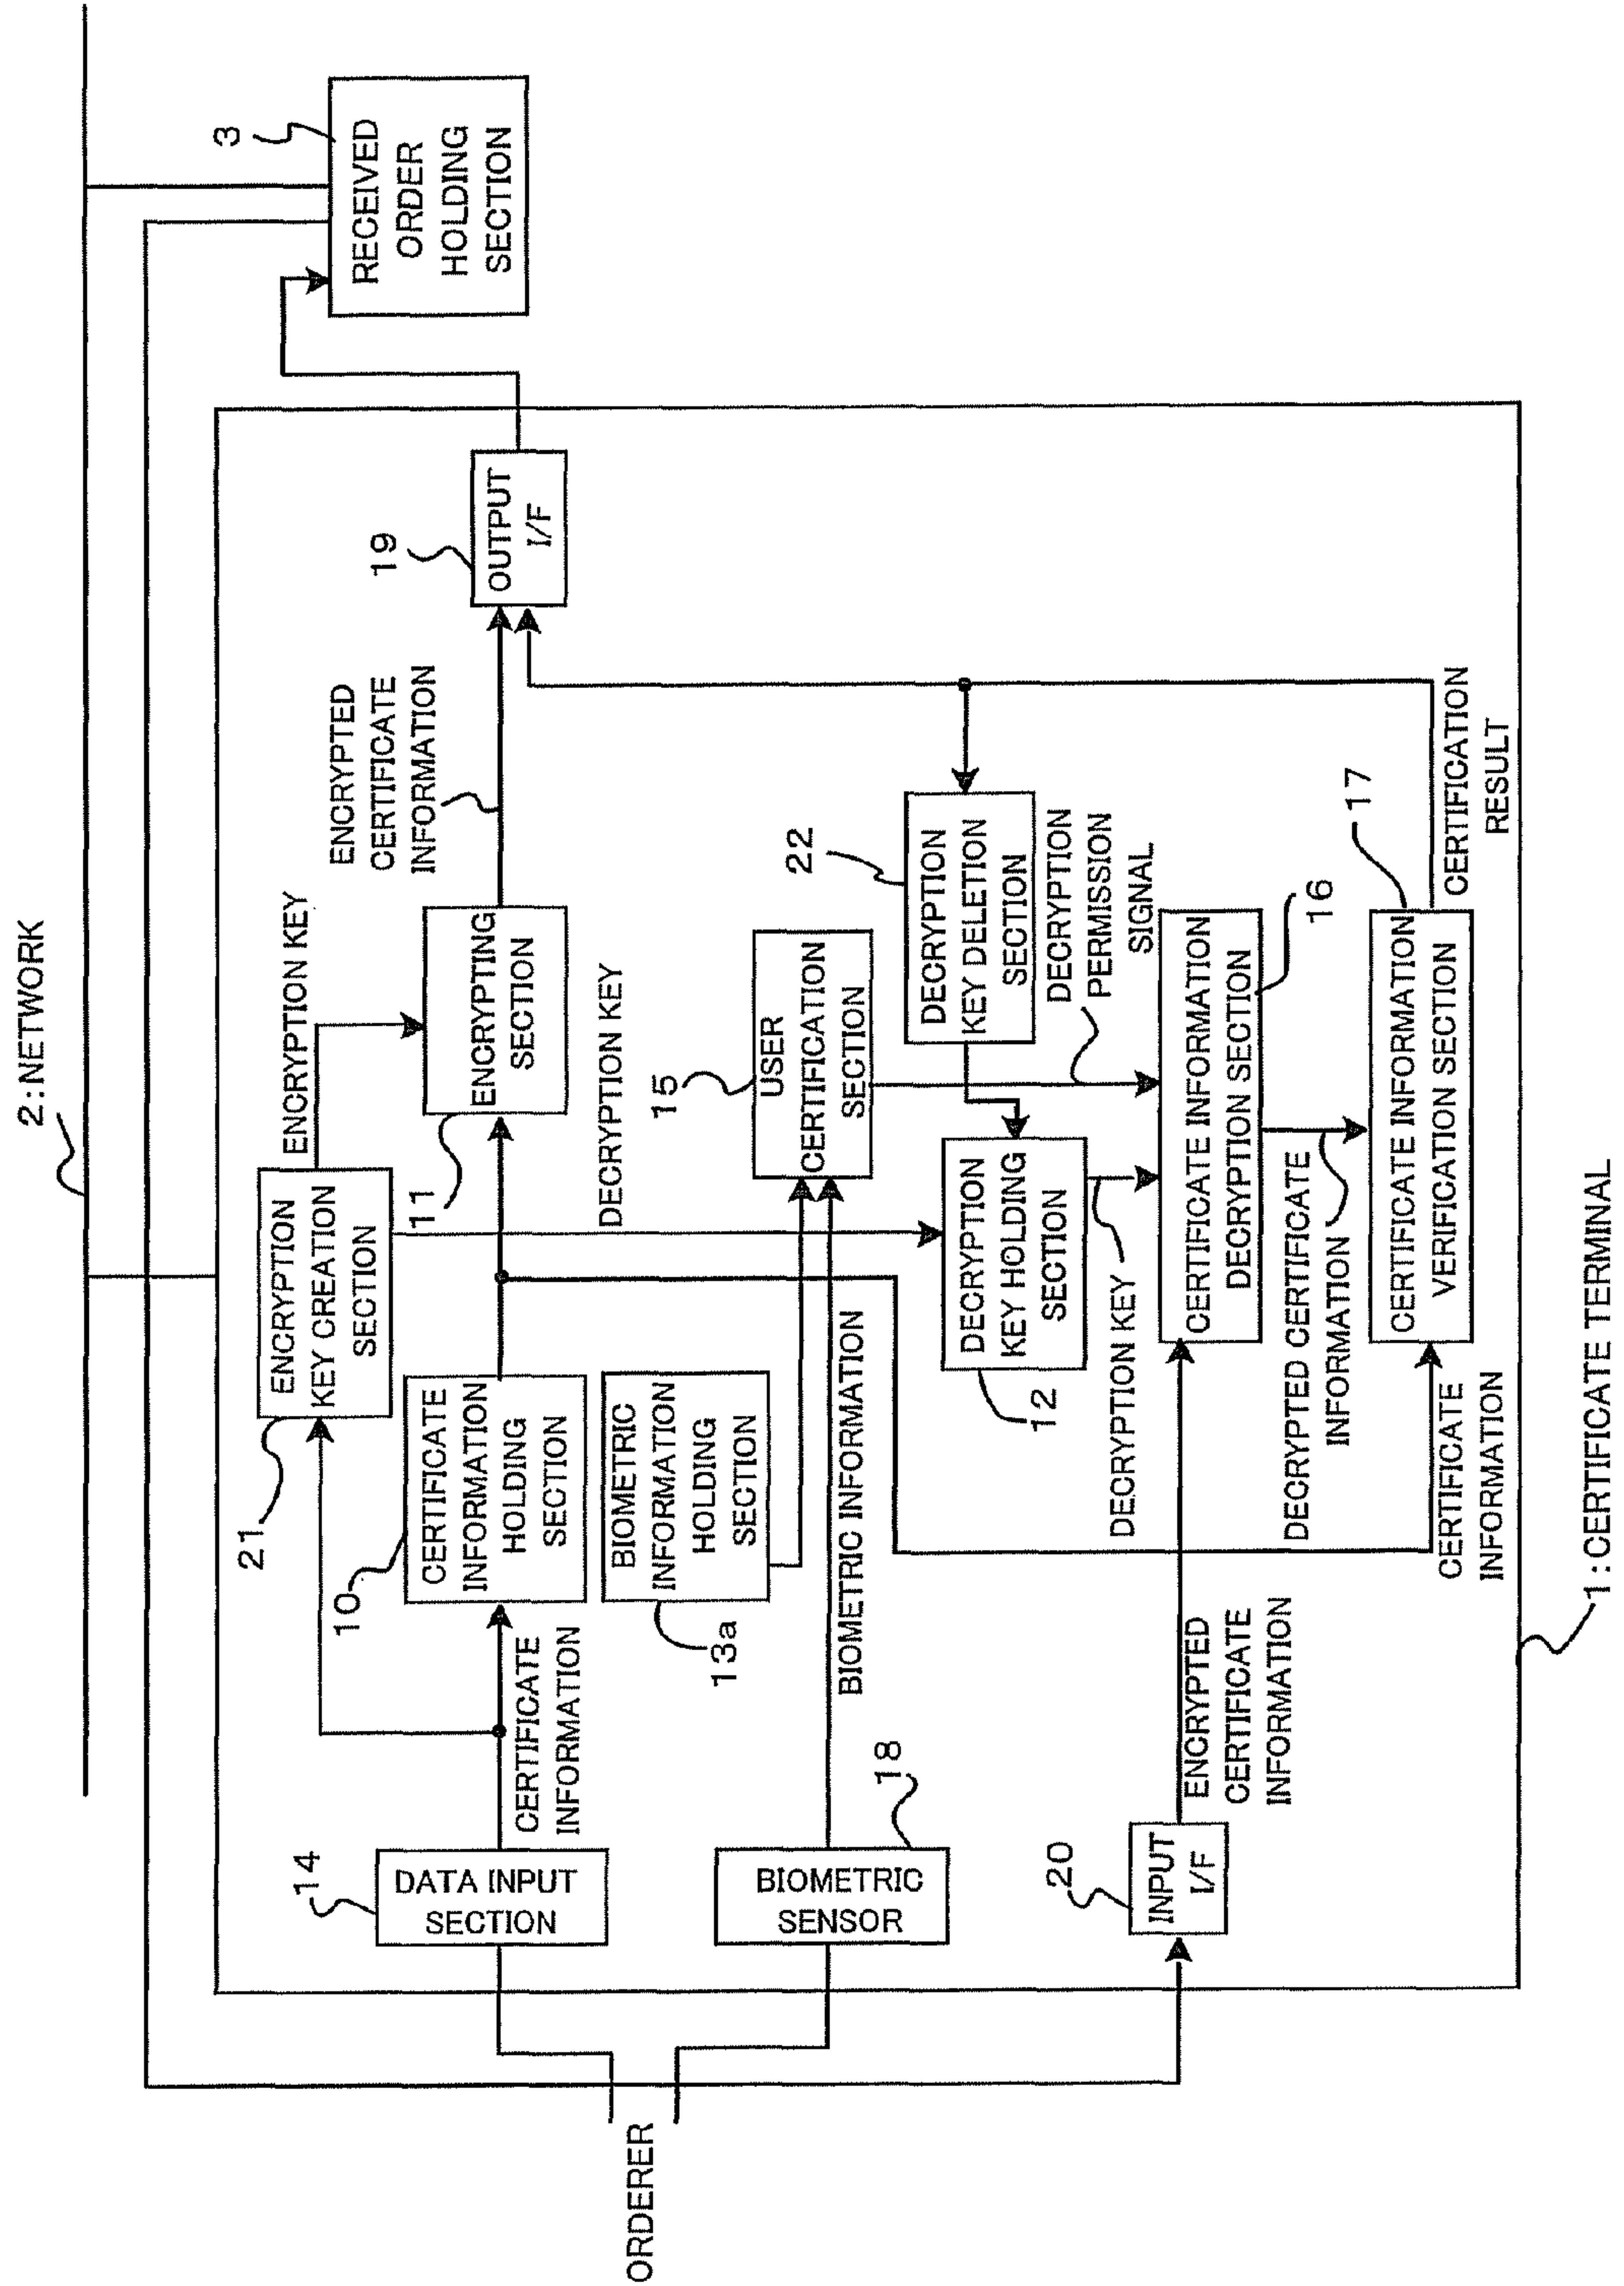 2:NETWORK
3
RECEIVED
ORDER
HOLDING
SECTION
ENCRYPTION KEY
21
ENCRYPTION
KEY CREATION
SECTION
ENCRYPTED
CERTIFICATE
INFORMATION
19
OUTPUT
I/F
14
DATA INPUT
SECTION
CERTIFICATE
INFORMATION
10
CERTIFICATE
INFORMATION
HOLDING
SECTION
11
ENCRYPTING
SECTION
DECRYPTION KEY
ORDERER
BIOMETRIC
INFORMATION
HOLDING
SECTION
13a
15
USER
CERTIFICATION
SECTION
18
BIOMETRIC
SENSOR
BIOMETRIC INFORMATION
22
DECRYPTION
KEY DELETION
SECTION
DECRYPTION
KEY HOLDING
SECTION
12
DECRYPTION
PERMISSION
SIGNAL
DECRYPTION KEY
20
INPUT
I/F
ENCRYPTED
CERTIFICATE
INFORMATION
CERTIFICATE INFORMATION
DECRYPTION SECTION
16
DECRYPTED CERTIFICATE
INFORMATION
17
CERTIFICATE INFORMATION
VERIFICATION SECTION
CERTIFICATE
INFORMATION
CERTIFICATION
RESULT
1:CERTIFICATE TERMINAL